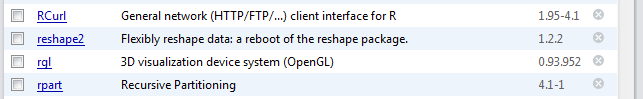 RCurl General network (HTTP/FTP/...) client interface for R 1.95-4.1
reshape2 Flexibly reshape data: a reboot of the reshape package. 1.2.2
rgl 3D visualization device system (OpenGL) 0.93.952
rpart Recursive Partitioning 4.1-1